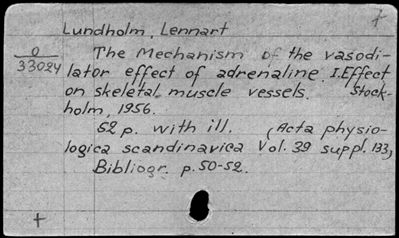 Lundholm, Lennart
O
33024
The Mechanism of the vasodi-
lator effect of adrenaline. I. Effect
on skeletal muscle vessels. Stock-
holm, 1956.
52 p. with ill. (Acta physio-
logica scandinavica Vol. 39 suppl. 133)
Bibliogr. p. 50-52.